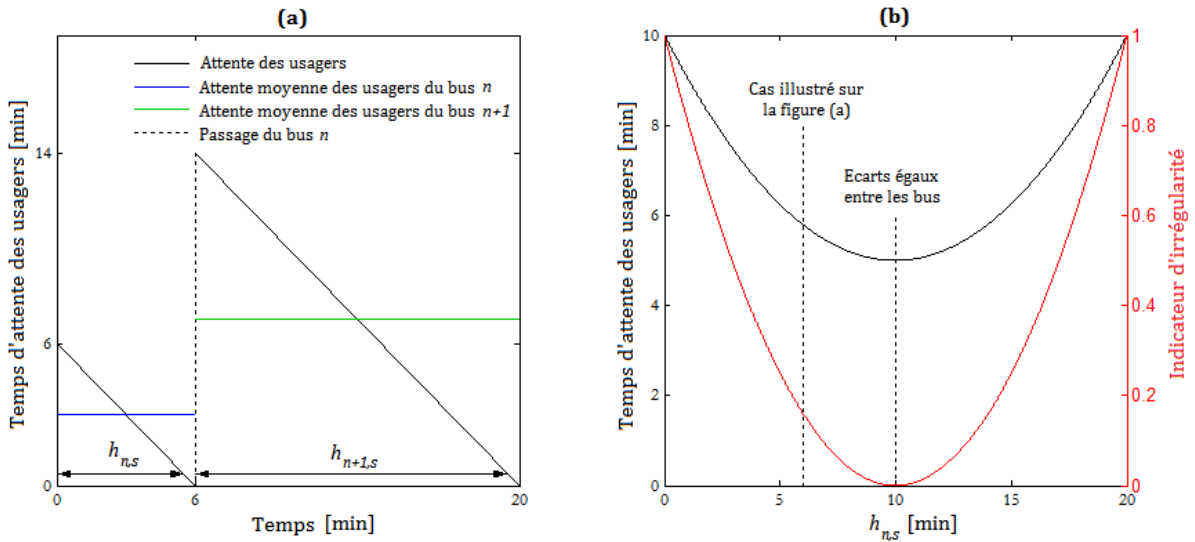 (a)
Attente des usagers
Attente moyenne des usagers du bus n
Attente moyenne des usagers du bus n+1
Passage du bus n
Temps d'attente des usagers [min]
14
6
0
h_{n,s}
h_{n+1,s}
0
6
20
Temps [min]
(b)
Temps d'attente des usagers [min]
10
8
6
4
2
0
Cas illustré sur
la figure (a)
Ecarts égaux
entre les bus
1
0.8
0.6
0.4
0.2
0
Indicateur d'irrégularité
0
5
10
15
20
h_{n,s} [min]